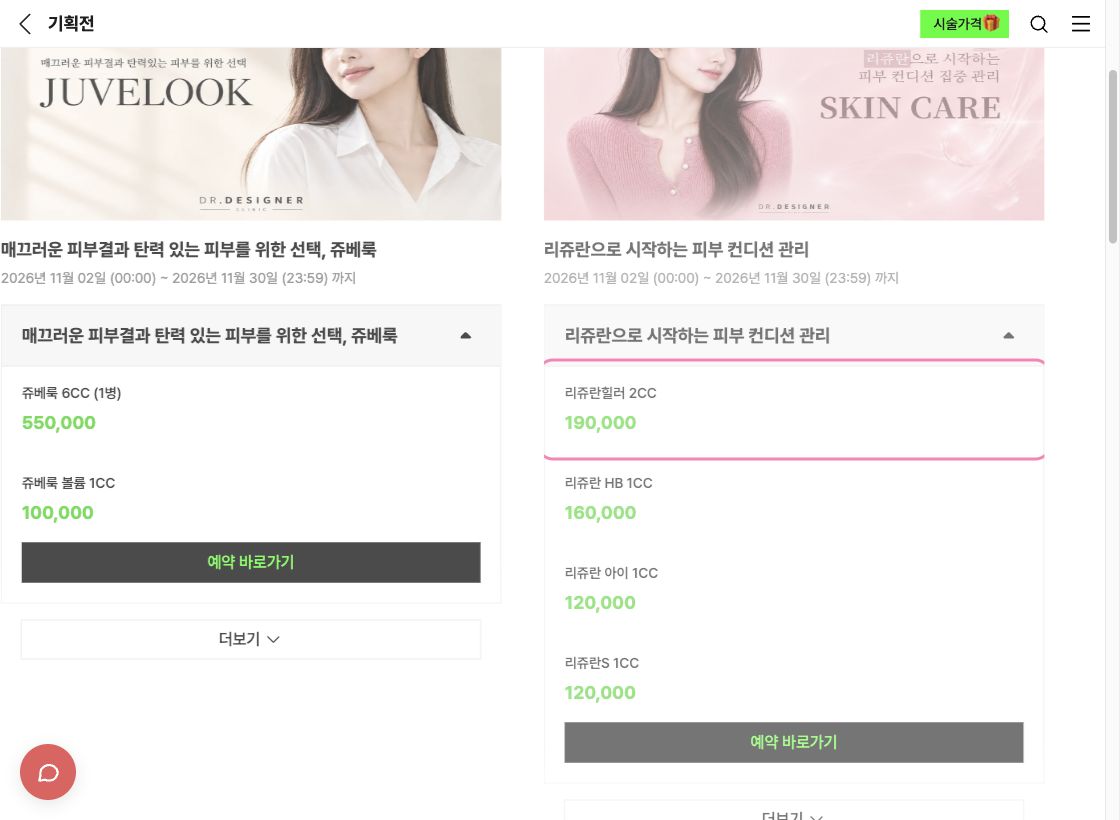 기획전
시술가격
매끄러운 피부결과 탄력있는 피부를 위한 선택
JUVELOOK
DR.DESIGNER
CLINIC
매끄러운 피부결과 탄력 있는 피부를 위한 선택, 쥬베룩
2026년 11월 02일 (00:00) ~ 2026년 11월 30일 (23:59) 까지
매끄러운 피부결과 탄력 있는 피부를 위한 선택, 쥬베룩
쥬베룩 6CC (1병)
550,000
쥬베룩 볼륨 1CC
100,000
예약 바로가기
더보기
리쥬란으로 시작하는
피부 컨디션 집중 관리
SKIN CARE
DR.DESIGNER
리쥬란으로 시작하는 피부 컨디션 관리
2026년 11월 02일 (00:00) ~ 2026년 11월 30일 (23:59) 까지
리쥬란으로 시작하는 피부 컨디션 관리
리쥬란힐러 2CC
190,000
리쥬란 HB 1CC
160,000
리쥬란 아이 1CC
120,000
리쥬란S 1CC
120,000
예약 바로가기
더보기